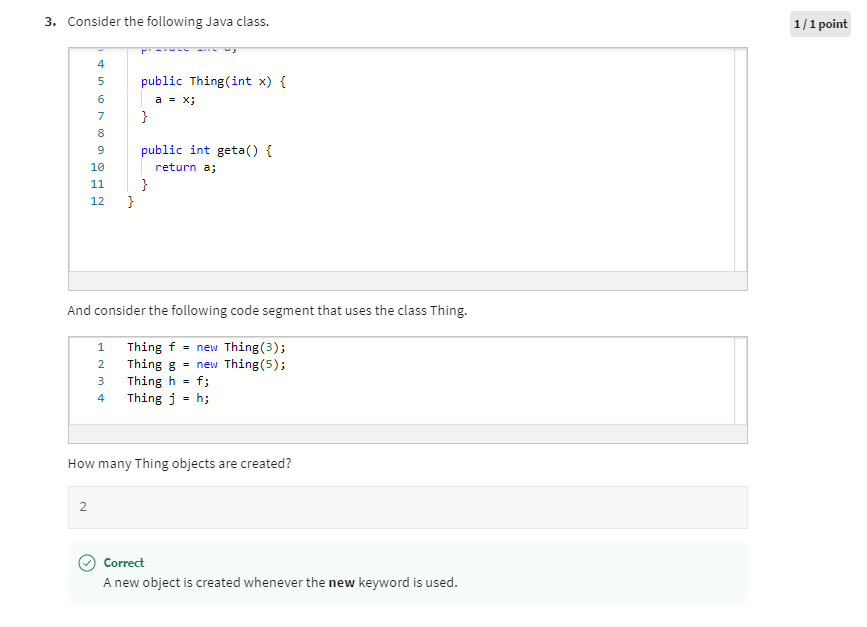 3. Consider the following Java class.
1 / 1 point
private int a;
4
5 public Thing(int x) {
6 a = x;
7 }
8
9 public int geta() {
10 return a;
11 }
12 }
And consider the following code segment that uses the class Thing.
1 Thing f = new Thing(3);
2 Thing g = new Thing(5);
3 Thing h = f;
4 Thing j = h;
How many Thing objects are created?
2
Correct
A new object is created whenever the new keyword is used.